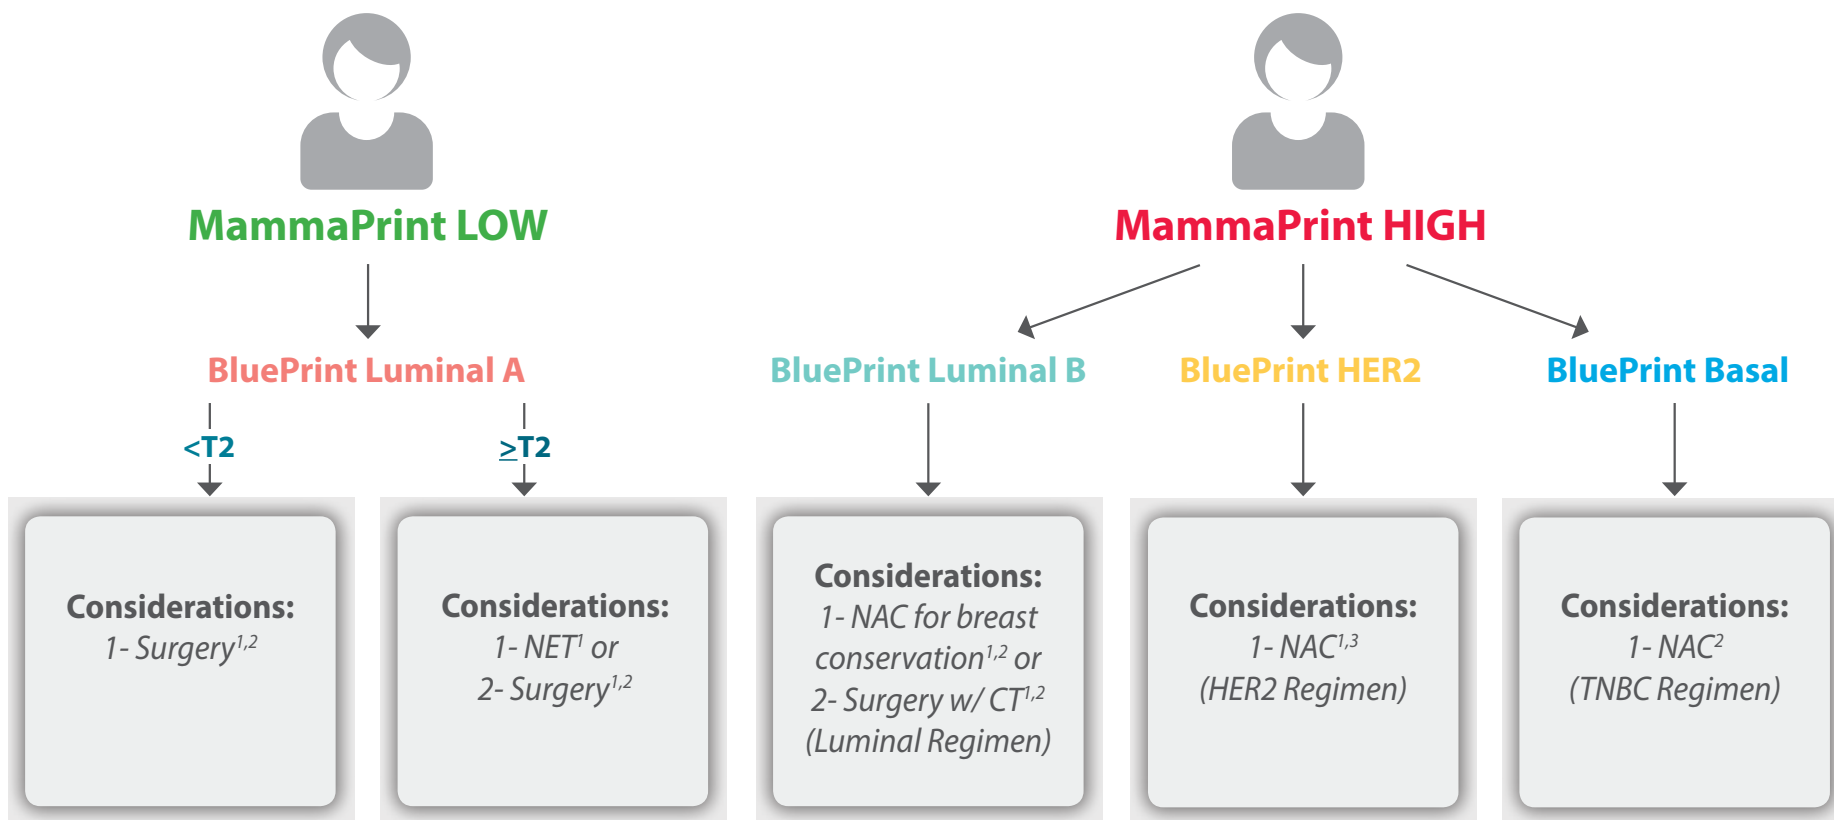 MammaPrint LOW
MammaPrint HIGH
BluePrint Luminal A
BluePrint Luminal B
BluePrint HER2
BluePrint Basal
<T2
≥T2
Considerations:
1- Surgery1,2
Considerations:
1- NET1 or
2- Surgery1,2
Considerations:
1- NAC for breast
conservation1,2 or
2- Surgery w/ CT1,2
(Luminal Regimen)
Considerations:
1- NAC1,3
(HER2 Regimen)
Considerations:
1- NAC2
(TNBC Regimen)